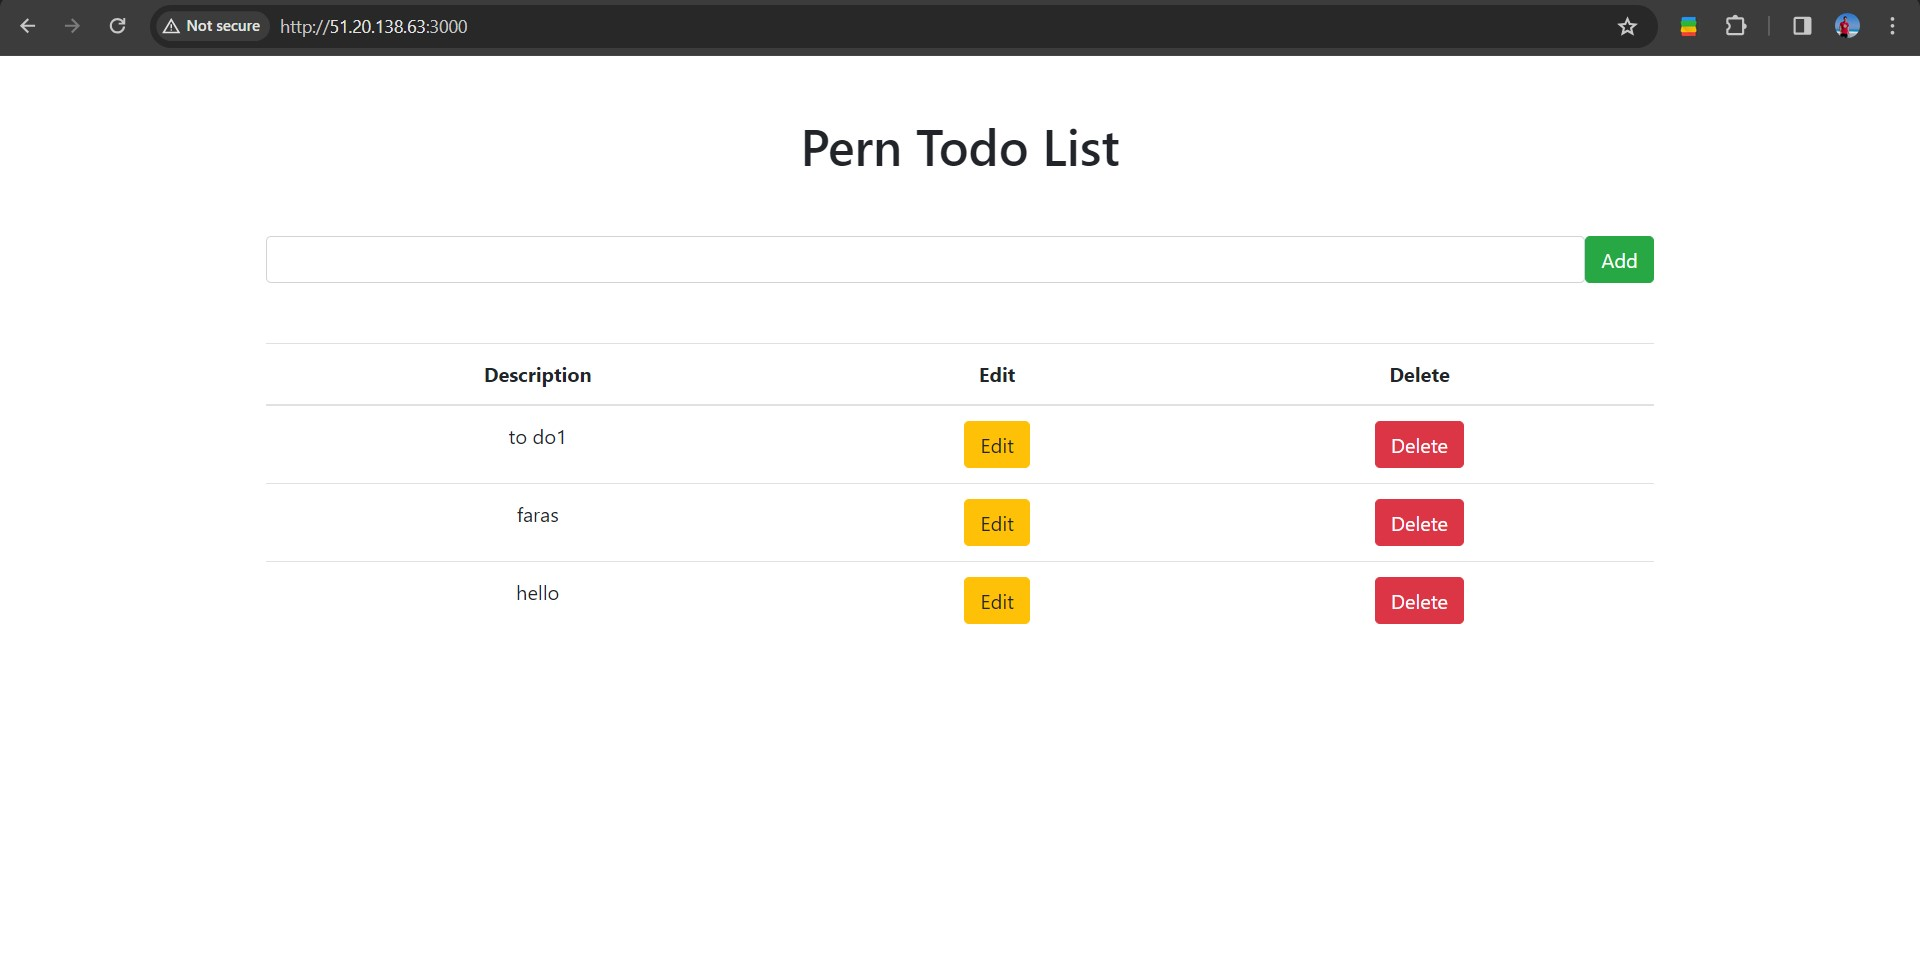 Not secure http://51.20.138.63:3000
Pern Todo List
Add
Description Edit Delete
to do1 Edit Delete
faras Edit Delete
hello Edit Delete